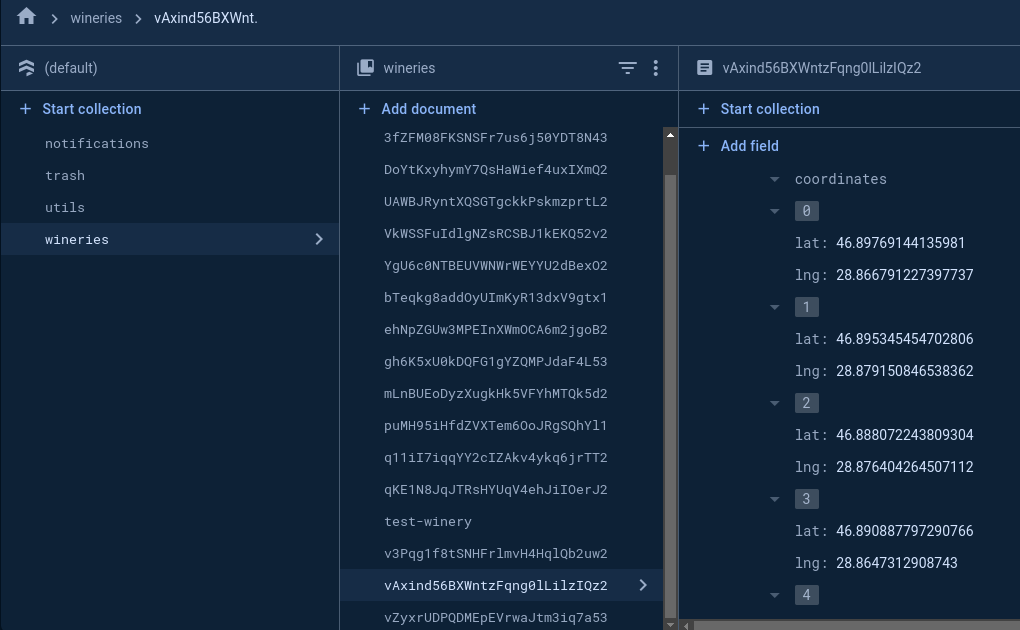 wineries
vAxind56BXWnt.
(default)
Start collection
notifications
trash
utils
wineries
wineries
Add document
3fZFM08FKSNSFr7us6j50YDT8N43
DoYtKxyhymY7QsHaWief4uxIXmQ2
UAWBJRyntXQSGTgckkPskmzprtL2
VkWSSFuIdlgNZsRCSBJ1kEKQ52v2
YgU6c0NTBEUVWNWrWEYYU2dBexO2
bTeqkg8addOyUImKyR13dxV9gtx1
ehNpZGUw3MPEInXWmOCA6m2jgoB2
gh6K5xU0kDQFG1gYZQMPJdaF4L53
mLnBUEoDyzXugkHk5VFYhMTQk5d2
puMH95iHfdZVXTem6OoJRgSQhYl1
q11iI7iqqYY2cIZAkv4ykq6jrTT2
qKE1N8JqJTRsHYUqV4ehJiIOerJ2
test-winery
v3Pqg1f8tSNHFrlmvH4HqlQb2uw2
vAxind56BXWntzFqng0lLilzIQz2
vZyxrUDPQDMEpEVrwaJtm3iq7a53
vAxind56BXWntzFqng0lLilzIQz2
Start collection
Add field
coordinates
0
lat: 46.89769144135981
lng: 28.866791227397737
1
lat: 46.895345454702806
lng: 28.879150846538362
2
lat: 46.888072243809304
lng: 28.876404264507112
3
lat: 46.890887797290766
lng: 28.8647312908743
4